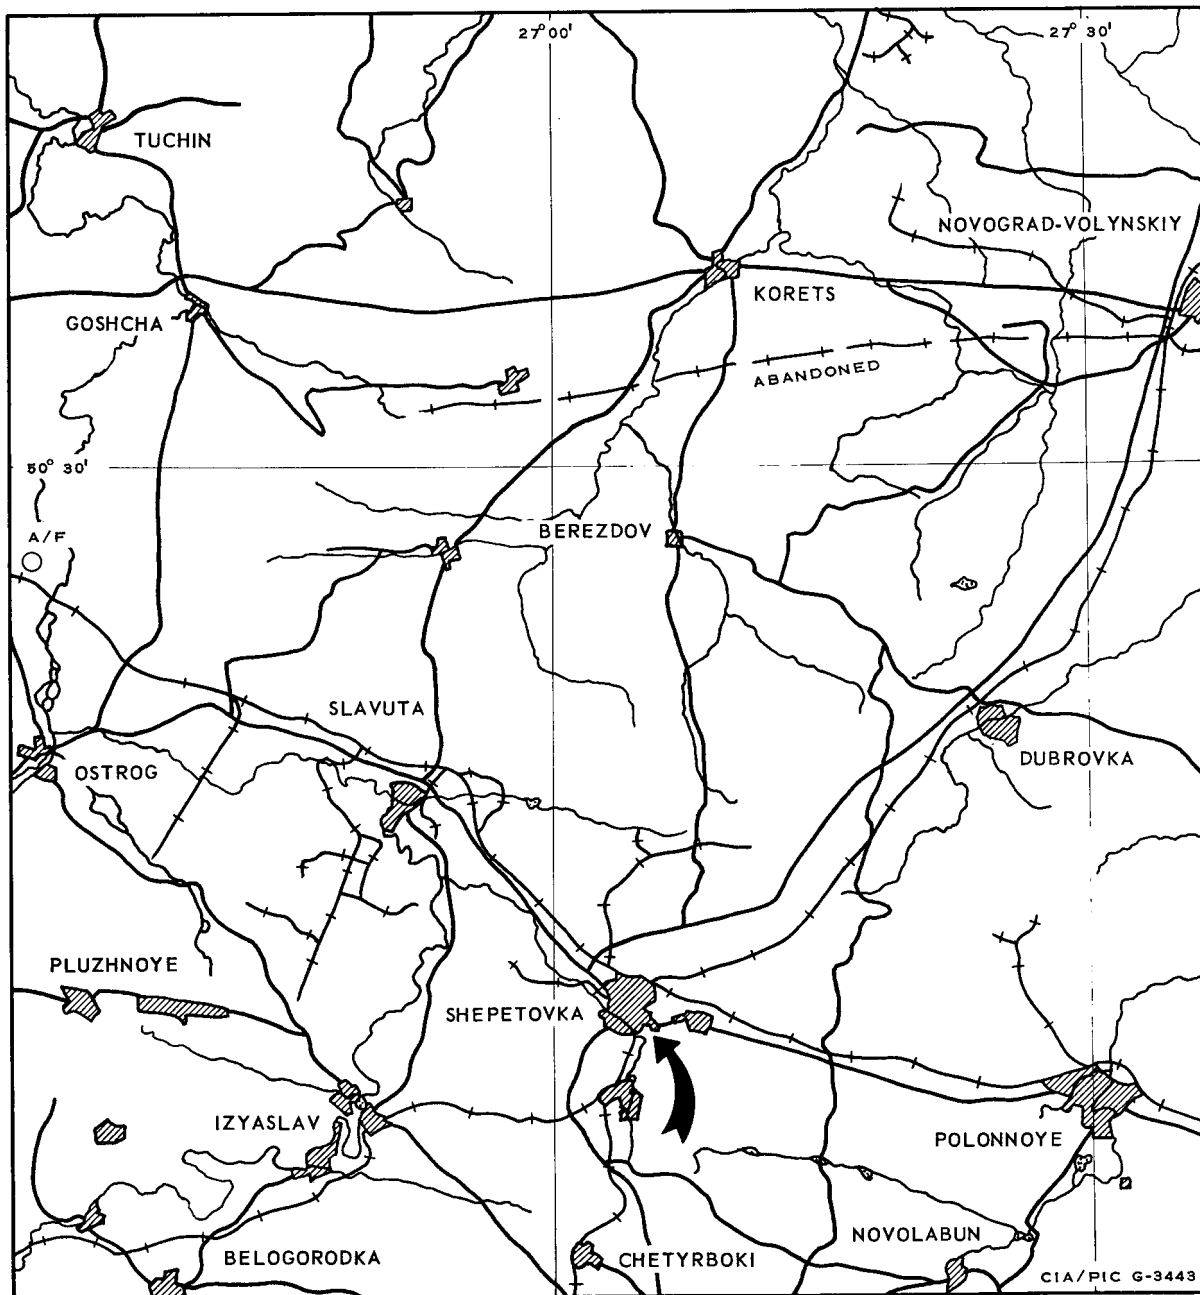 27° 00'
27° 30'
TUCHIN
NOVOGRAD-VOLYNSKIY
KORETS
GOSHCHA
ABANDONED
50° 30'
A/F
BEREZDOV
SLAVUTA
OSTROG
DUBROVKA
PLUZHNOYE
SHEPETOVKA
IZYASLAV
POLONNOYE
NOVOLABUN
BELOGORODKA
CHETYRBOKI
CIA/PIC G-3443